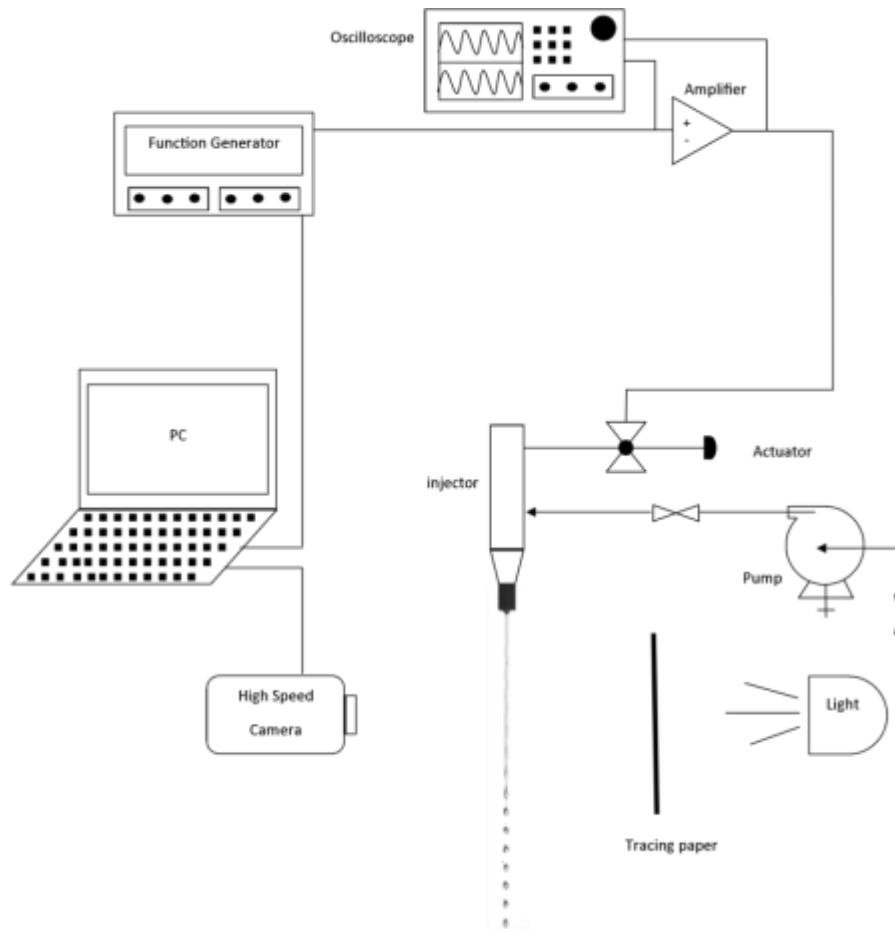 Oscilloscope
Amplifier
+
-
Function Generator
PC
injector
Actuator
Pump
High Speed
Camera
Light
Tracing paper